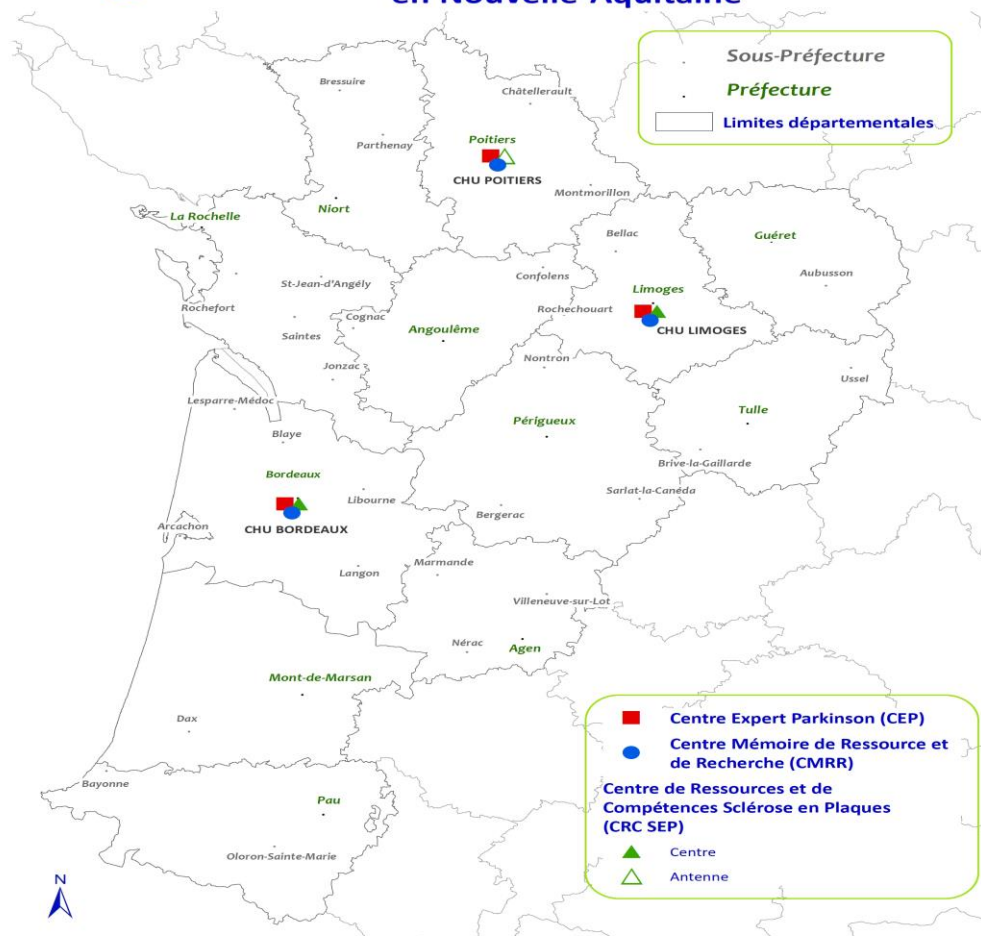 en Nouvelle-Aquitaine
Sous-Préfecture
Préfecture
Limites départementales
Bressuire
Châtellerault
Parthenay
Poitiers
CHU POITIERS
Montmorillon
La Rochelle
Niort
Bellac
Guéret
Aubusson
St-Jean-d'Angély
Confolens
Limoges
Rochefort
Rochechouart
Cognac
Angoulême
CHU LIMOGES
Saintes
Jonzac
Nontron
Ussel
Lesparre-Médoc
Tulle
Périgueux
Blaye
Brive-la-Gaillarde
Bordeaux
Libourne
Sarlat-la-Canéda
Bergerac
Arcachon
CHU BORDEAUX
Langon
Marmande
Villeneuve-sur-Lot
Nérac
Agen
Mont-de-Marsan
Dax
Bayonne
Pau
Oloron-Sainte-Marie
N
Centre Expert Parkinson (CEP)
Centre Mémoire de Ressource et
de Recherche (CMRR)
Centre de Ressources et de
Compétences Sclérose en Plaques
(CRC SEP)
Centre
Antenne